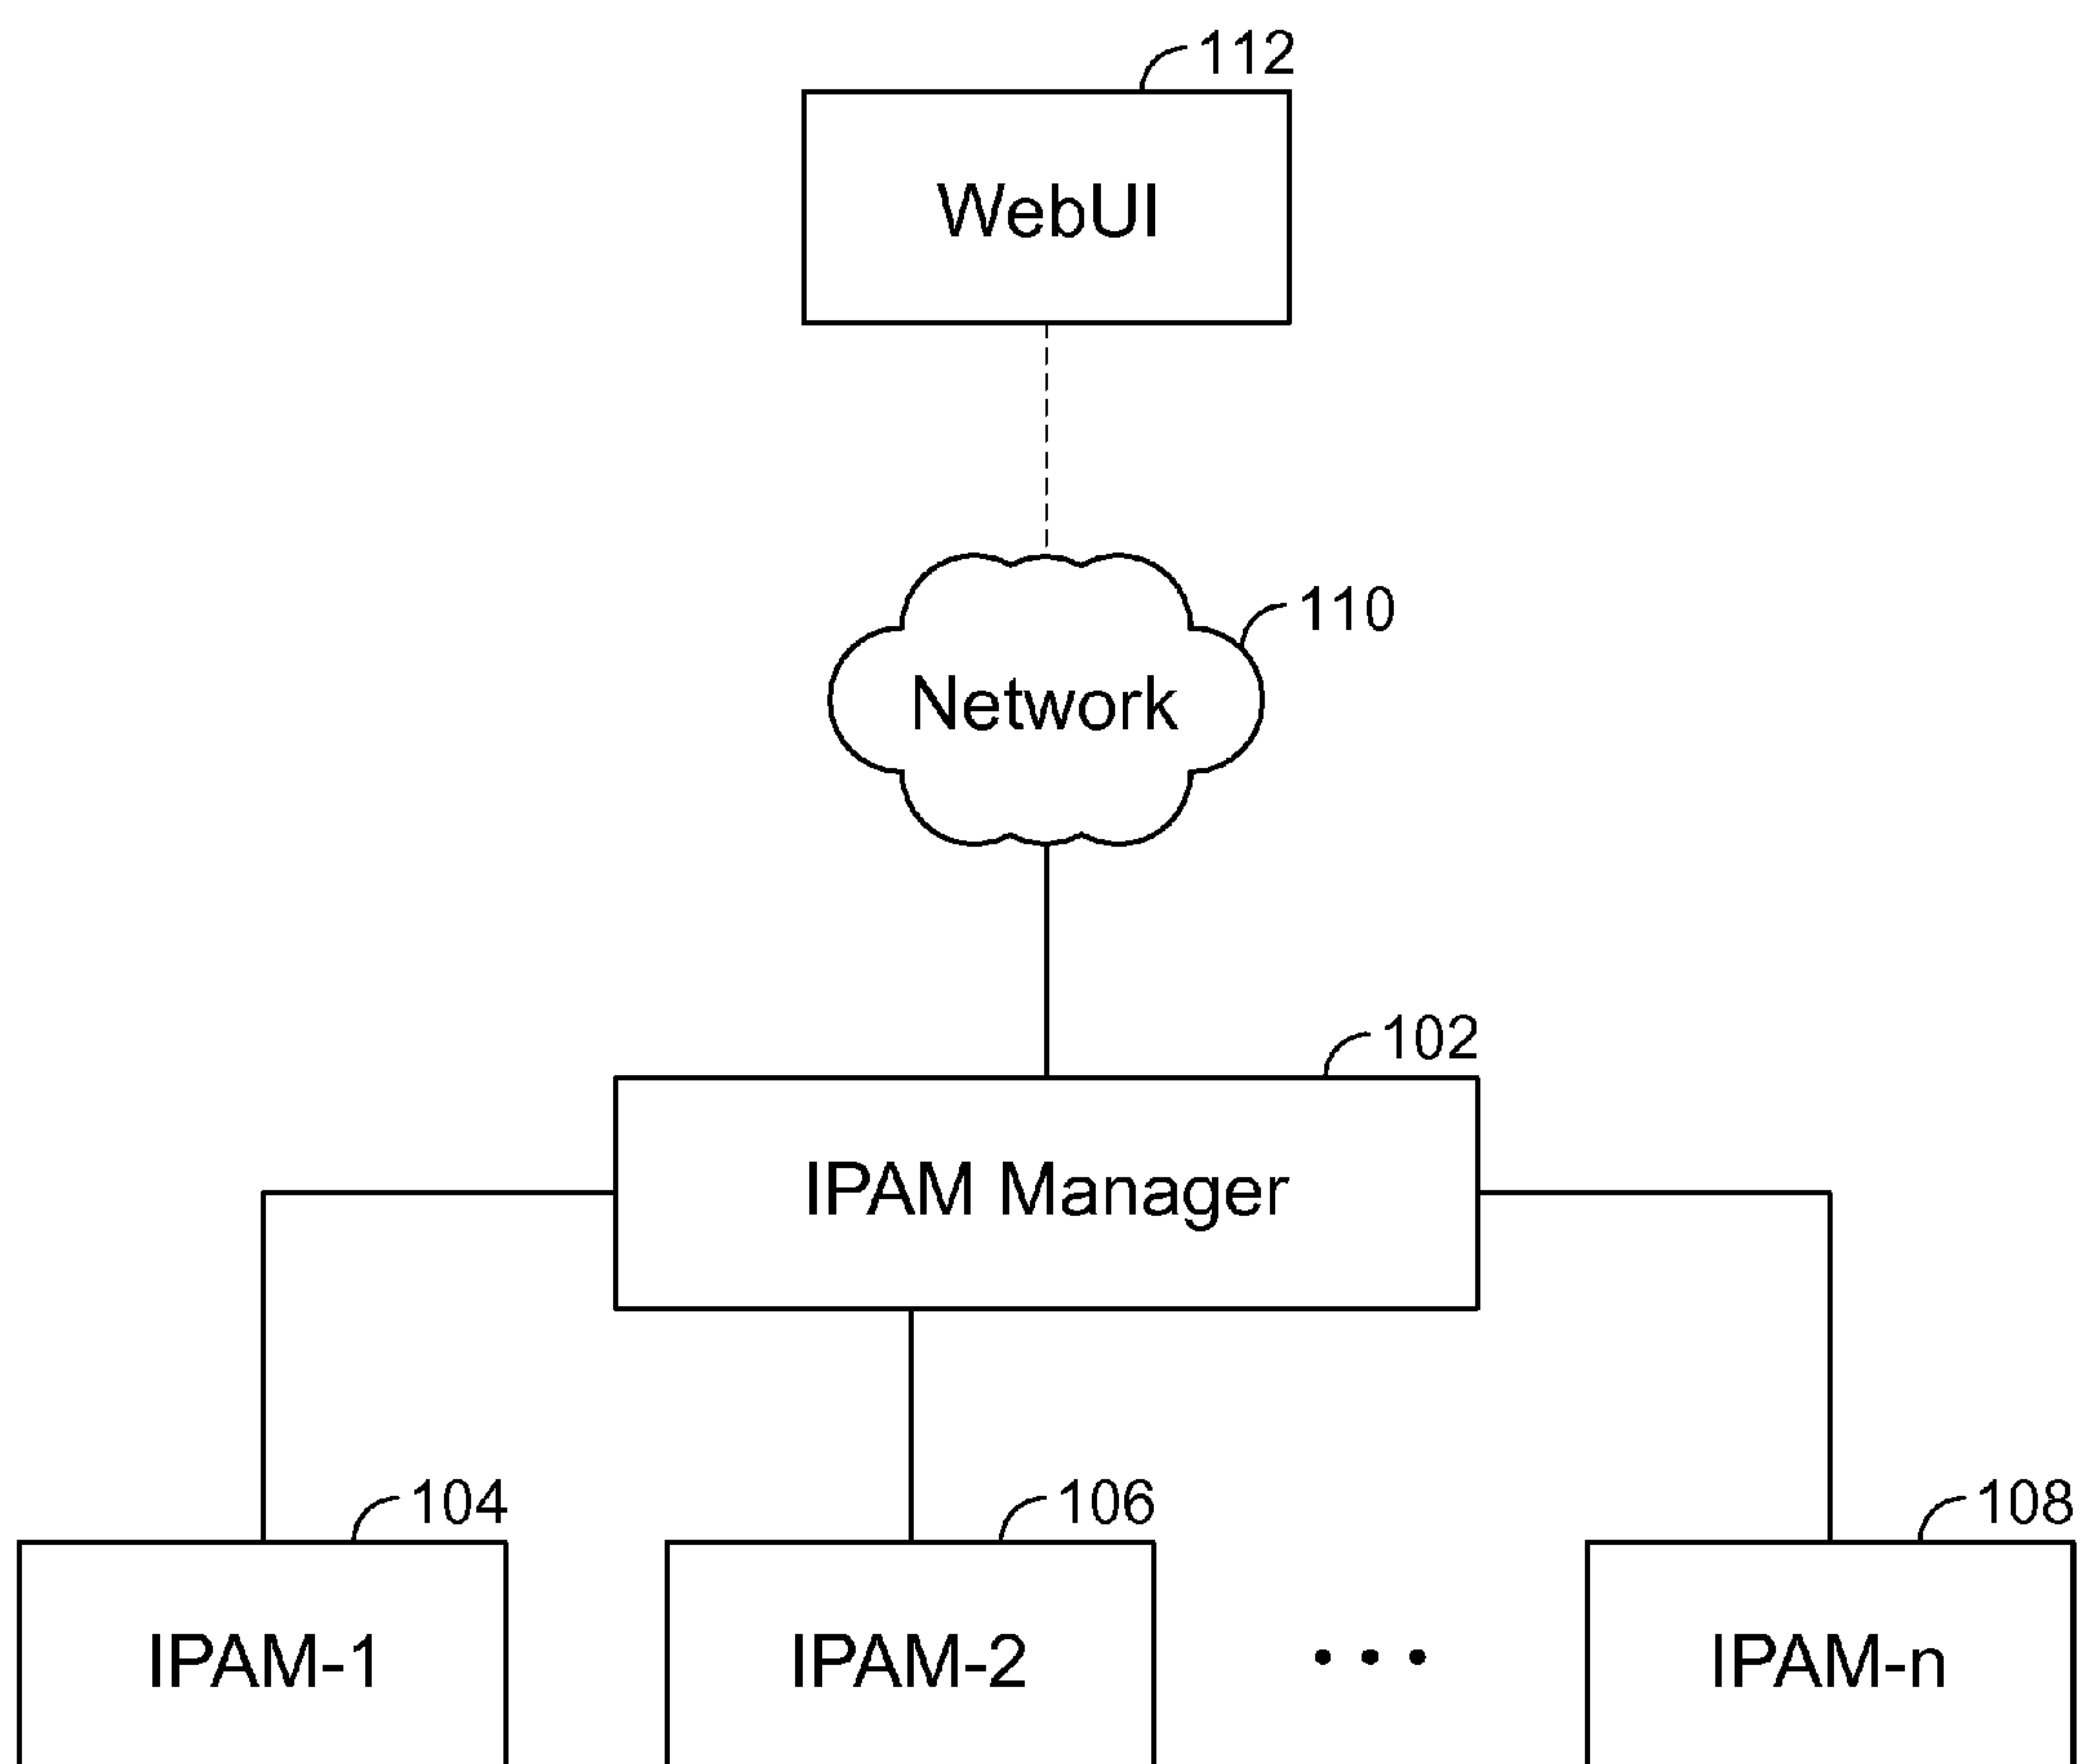 112
WebUI
110
Network
102
IPAM Manager
104
106
108
IPAM-1
IPAM-2
• • •
IPAM-n